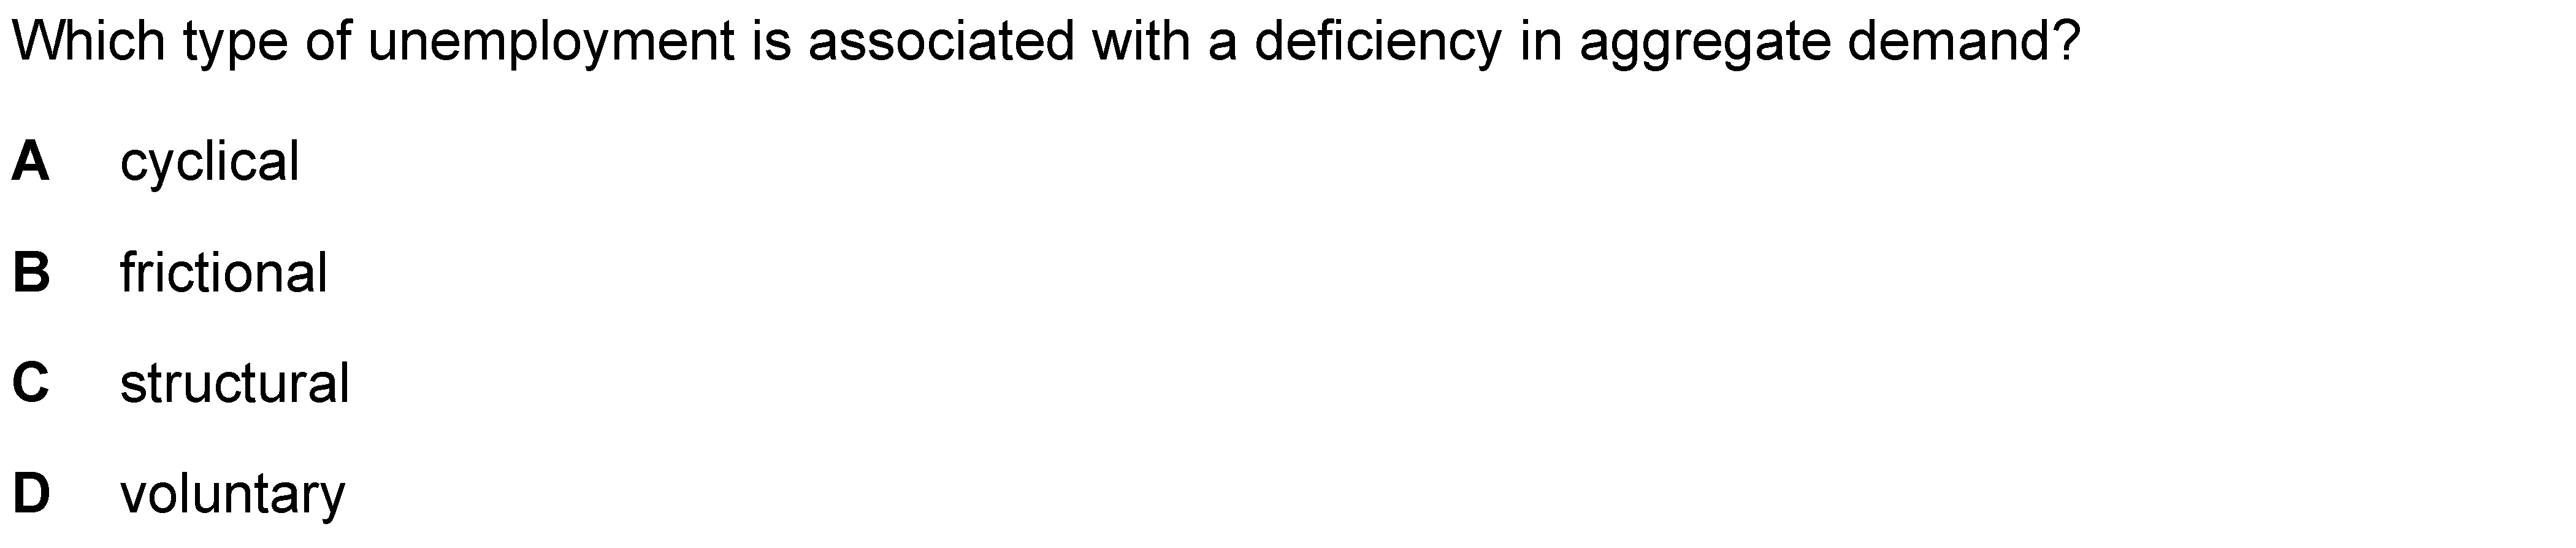 Which type of unemployment is associated with a deficiency in aggregate demand?
A cyclical
B frictional
C structural
D voluntary